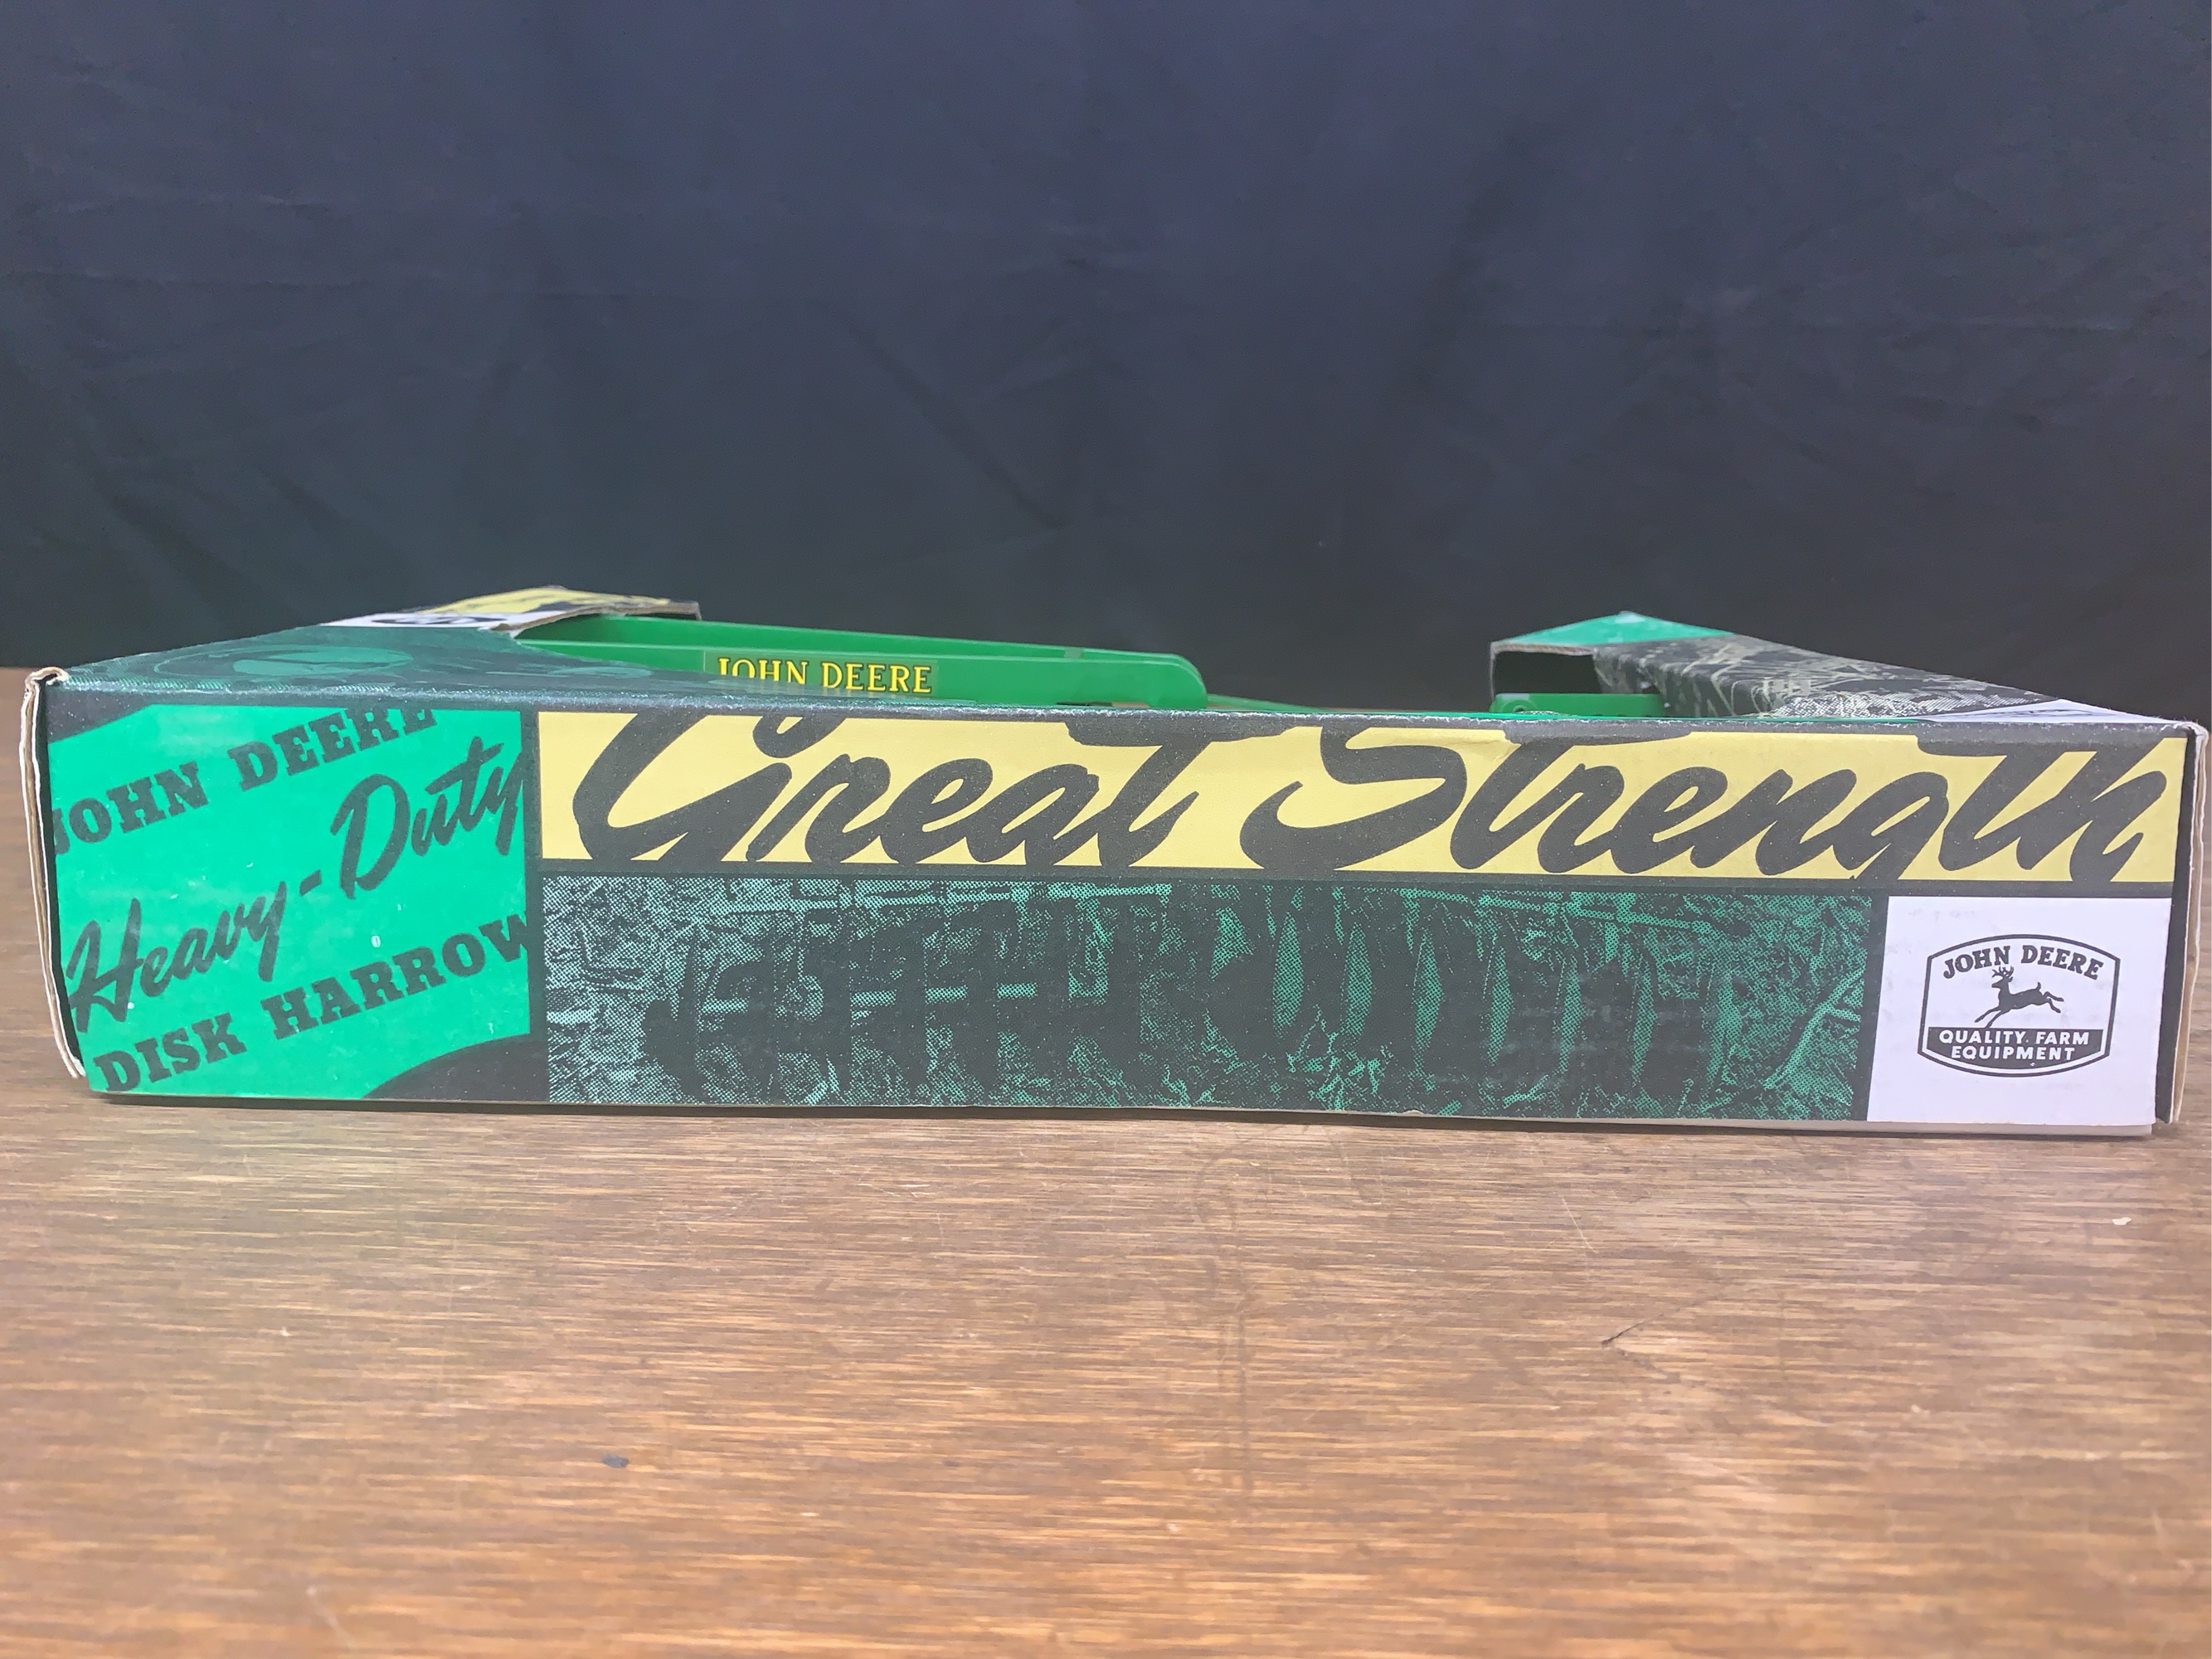 JOHN DEERE
JOHN DEERE
Heavy-Duty
DISK HARROW
Great Strength
JOHN DEERE
QUALITY FARM
EQUIPMENT